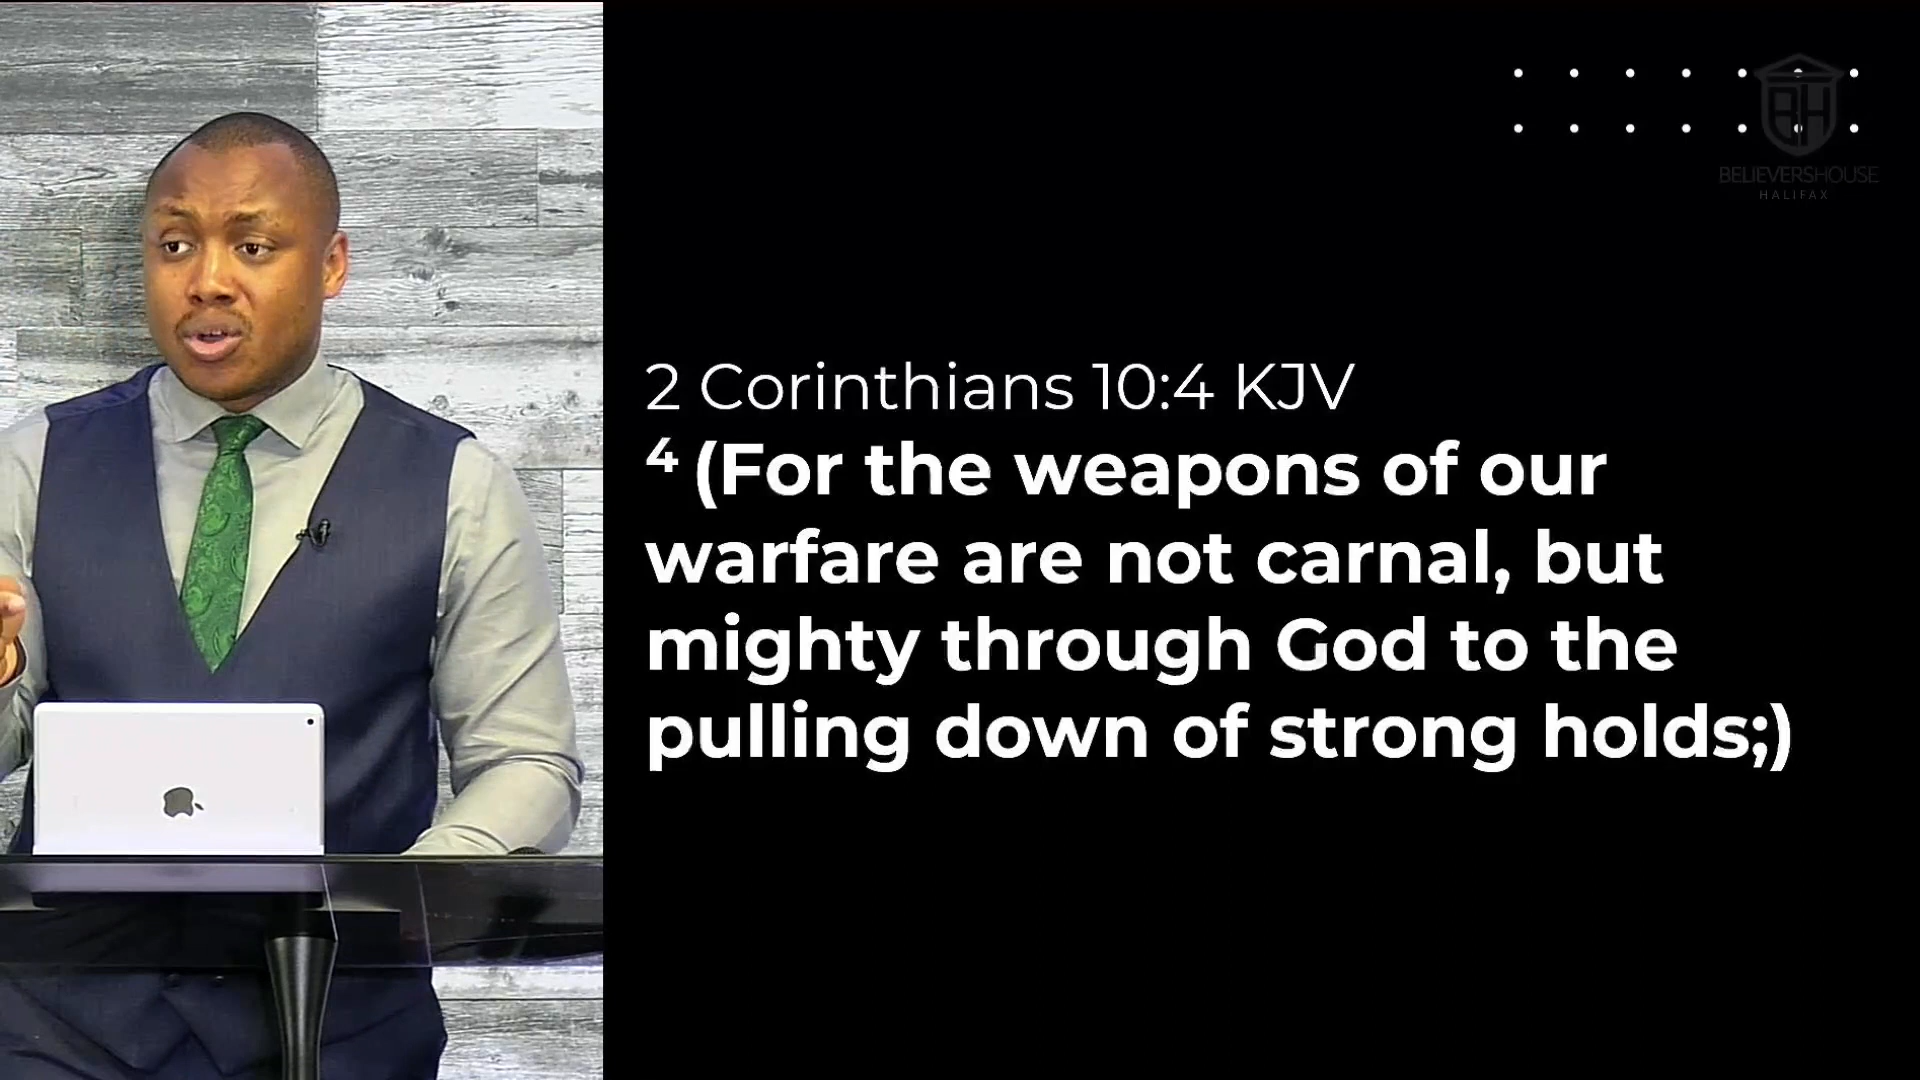 BELIEVERSHOUSE
HALIFAX
2 Corinthians 10:4 KJV
4 (For the weapons of our
warfare are not carnal, but
mighty through God to the
pulling down of strong holds;)